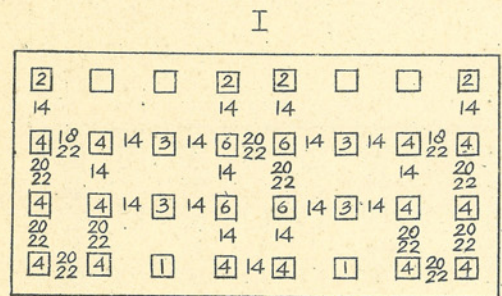 I
2 2 2 2
14 14 14 14
4 18 4 14 3 14 6 20 6 14 3 14 4 18 4
22 22 22
20 14 14 20 14 20
22 22 22
4 4 14 3 14 6 6 14 3 14 4 4
20 20 14 14 20 20
22 22 22 22
4 20 4 1 4 14 4 1 4 20 4
22 22